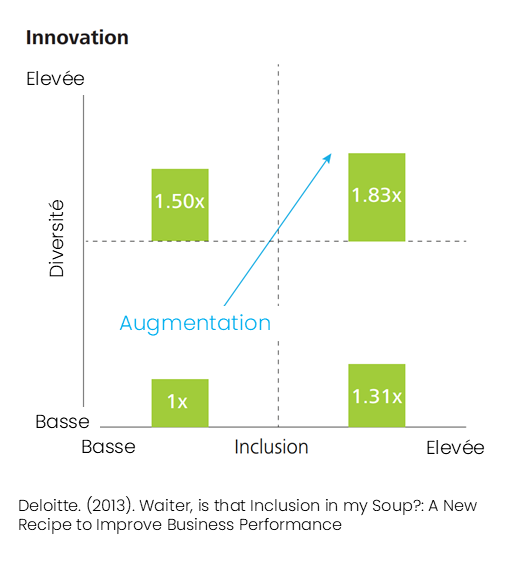 Innovation
Elevée
1.50x
1.83x
Diversité
Augmentation
1x
1.31x
Basse
Basse
Inclusion
Elevée
Deloitte. (2013). Waiter, is that Inclusion in my Soup?: A New
Recipe to Improve Business Performance